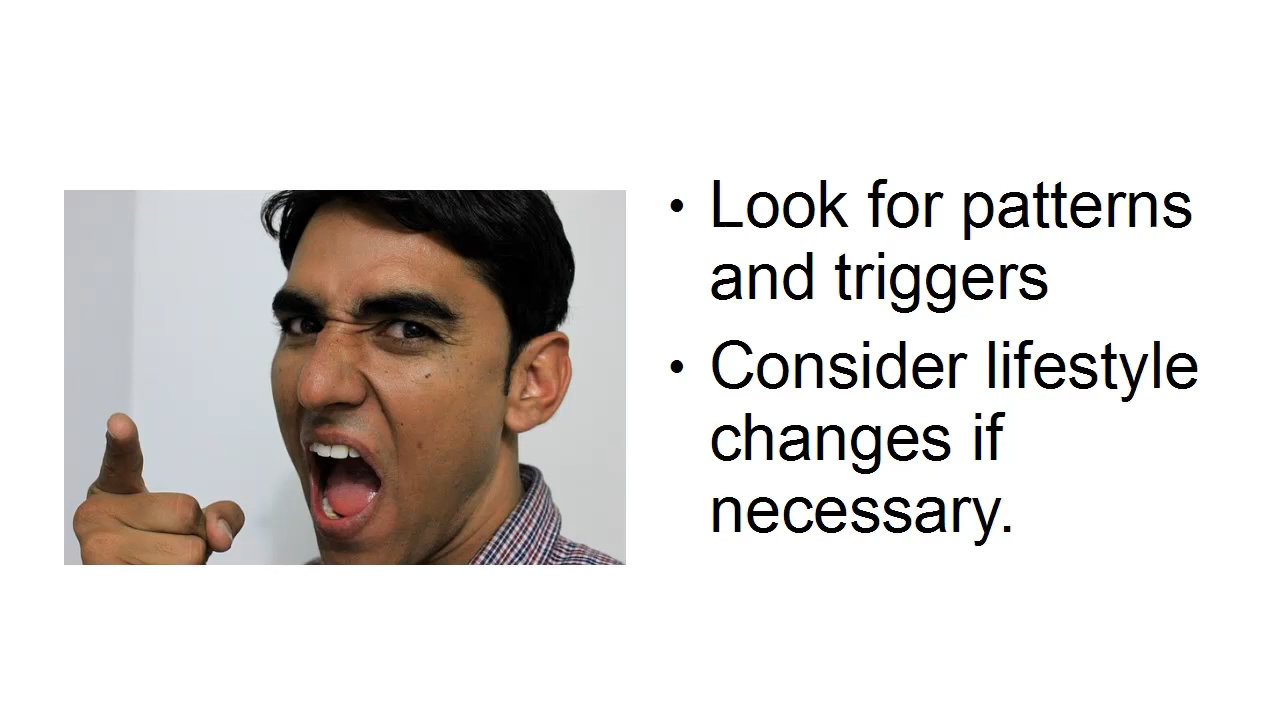 • Look for patterns
and triggers
• Consider lifestyle
changes if
necessary.